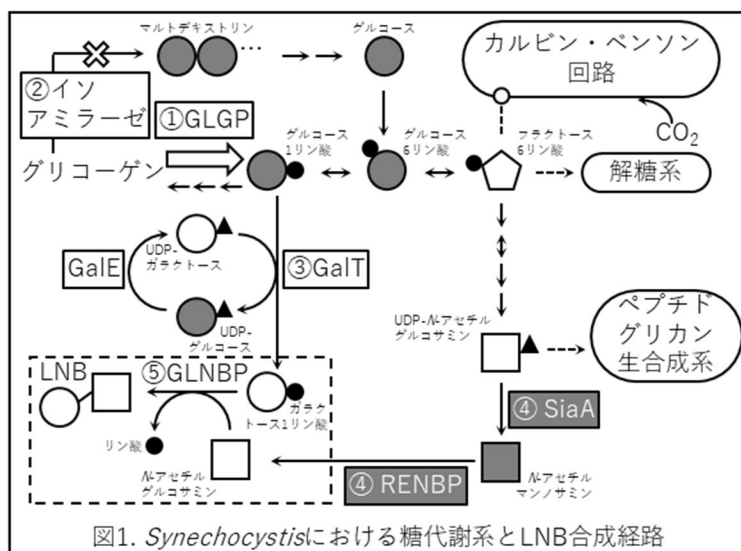 マルトデキストリン
…
グルコース
カルビン・ベンソン
回路
②イソ
アミラーゼ
①GLGP
グルコース
1リン酸
グルコース
6リン酸
フラクトース
6リン酸
CO2
グリコーゲン
解糖系
UDP-
ガラクトース
GalE
③GalT
UDP-
グルコース
UDP-N-アセチル
グルコサミン
ペプチド
グリカン
生合成系
LNB
⑤GLNBP
ガラク
トース1リン酸
④ SiaA
リン酸
N-アセチル
グルコサミン
④ RENBP
N-アセチル
マンノサミン
図1. SynechocystisにおけるのLNB合成経路